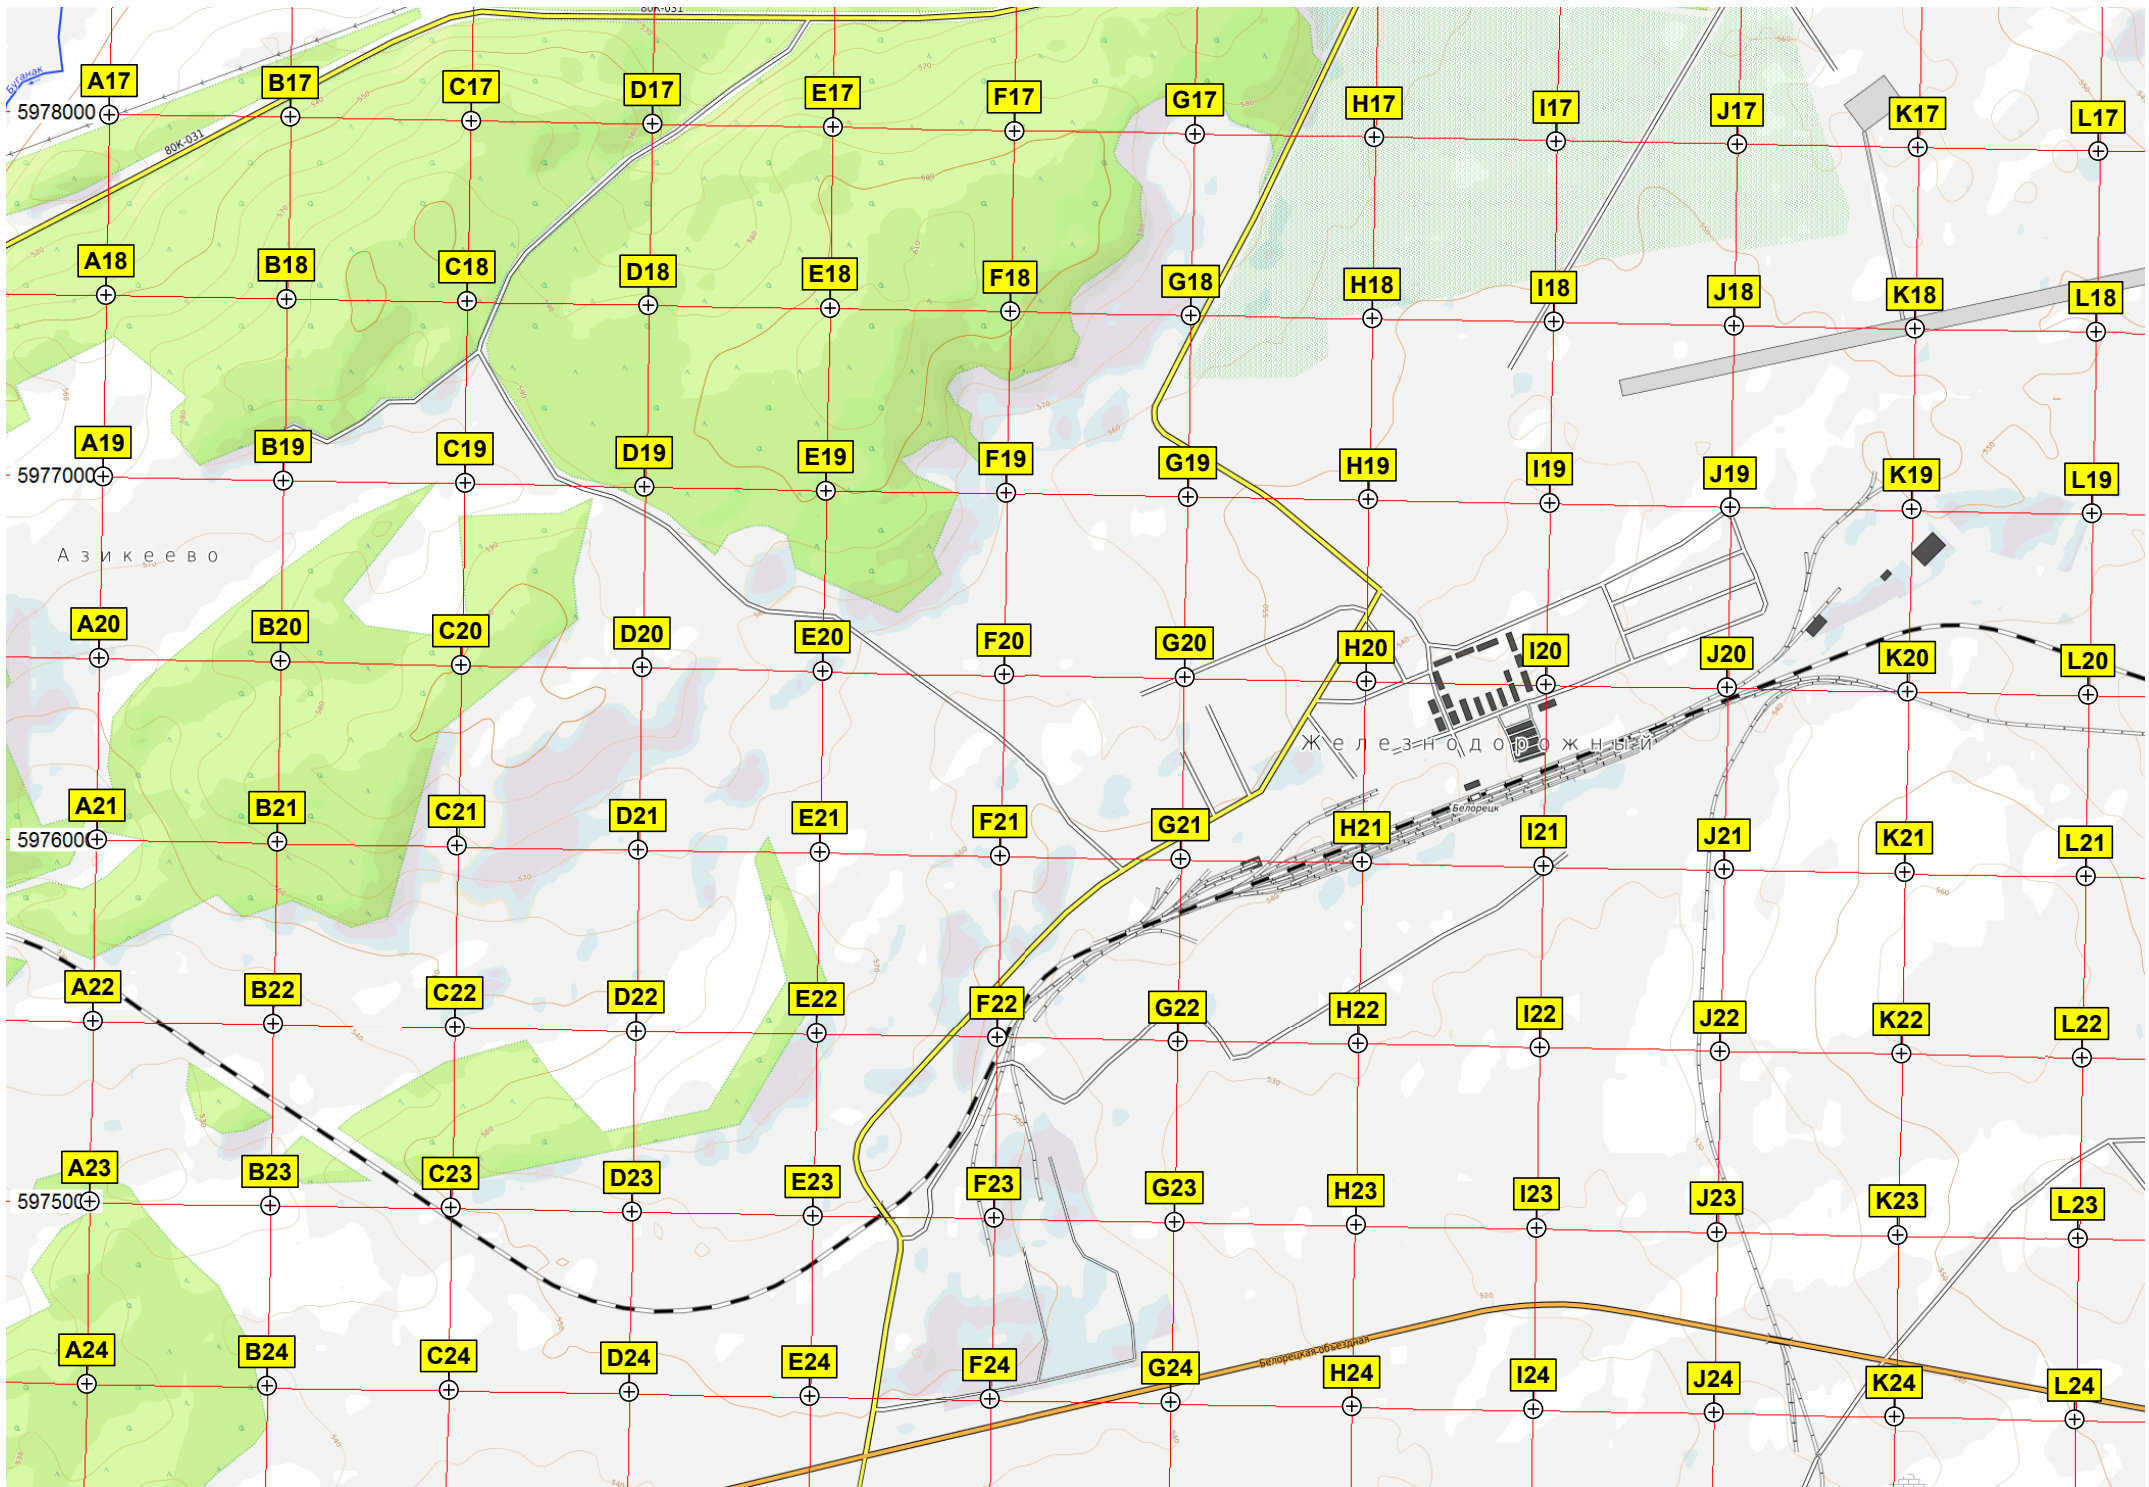 80К-031
Буганак
A17 B17 C17 D17 E17 F17 G17 H17 I17 J17 K17 L17
5978000
80К-031
A18 B18 C18 D18 E18 F18 G18 H18 I18 J18 K18 L18
A19 B19 C19 D19 E19 F19 G19 H19 I19 J19 K19 L19
5977000
Азикеево
A20 B20 C20 D20 E20 F20 G20 H20 I20 J20 K20 L20
Железнодорожный
A21 B21 C21 D21 E21 F21 G21 H21 I21 J21 K21 L21
Белорецк
5976000
A22 B22 C22 D22 E22 F22 G22 H22 I22 J22 K22 L22
A23 B23 C23 D23 E23 F23 G23 H23 I23 J23 K23 L23
5975000
Белорецкая объездная
A24 B24 C24 D24 E24 F24 G24 H24 I24 J24 K24 L24